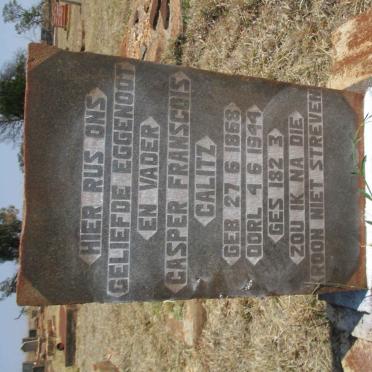 HIER RUS ONS
GELIEFDE EGGENOOT
EN VADER
CASPER FRANSCOIS
CALITZ
GEB 27 6 1868
OORL 4 6 1944
GES 182 3
ZOU IK NA DIE
KROON NIET STREVEN